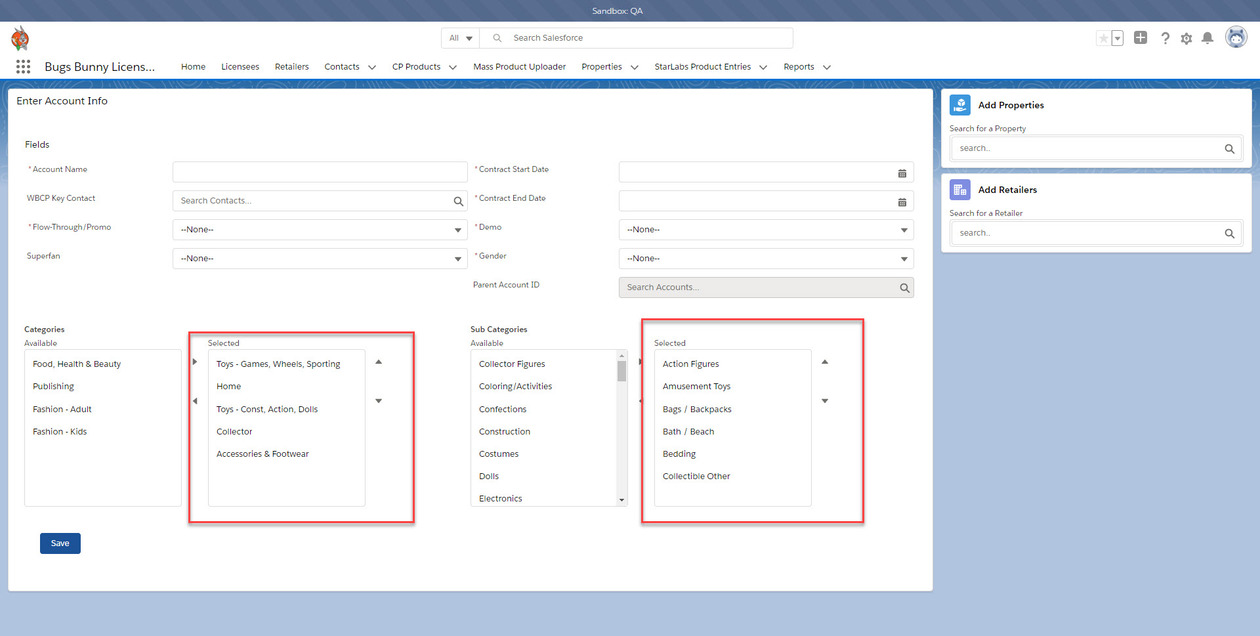 Sandbox: QA
All
Search Salesforce
Bugs Bunny Licens...
Home
Licensees
Retailers
Contacts
CP Products
Mass Product Uploader
Properties
StarLabs Product Entries
Reports
Enter Account Info
Fields
*Account Name
*Contract Start Date
WBCP Key Contact
Search Contacts...
*Contract End Date
*Flow-Through/Promo
--None--
*Demo
--None--
Superfan
--None--
*Gender
--None--
Parent Account ID
Search Accounts...
Categories
Available
Food, Health & Beauty
Publishing
Fashion - Adult
Fashion - Kids
Selected
Toys - Games, Wheels, Sporting
Home
Toys - Const, Action, Dolls
Collector
Accessories & Footwear
Sub Categories
Available
Collector Figures
Coloring/Activities
Confections
Construction
Costumes
Dolls
Electronics
Selected
Action Figures
Amusement Toys
Bags / Backpacks
Bath / Beach
Bedding
Collectible Other
Save
Add Properties
Search for a Property
search..
Add Retailers
Search for a Retailer
search..